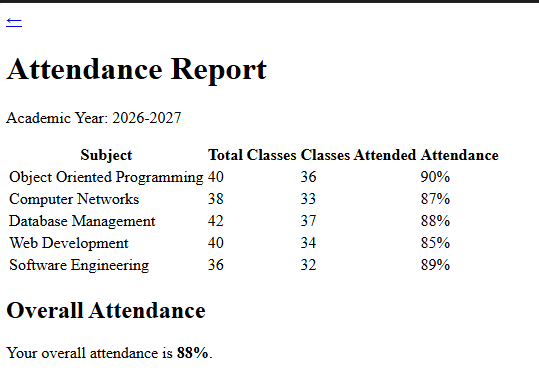 ←
Attendance Report
Academic Year: 2026-2027
Subject Total Classes Classes Attended Attendance
Object Oriented Programming 40 36 90%
Computer Networks 38 33 87%
Database Management 42 37 88%
Web Development 40 34 85%
Software Engineering 36 32 89%
Overall Attendance
Your overall attendance is 88%.